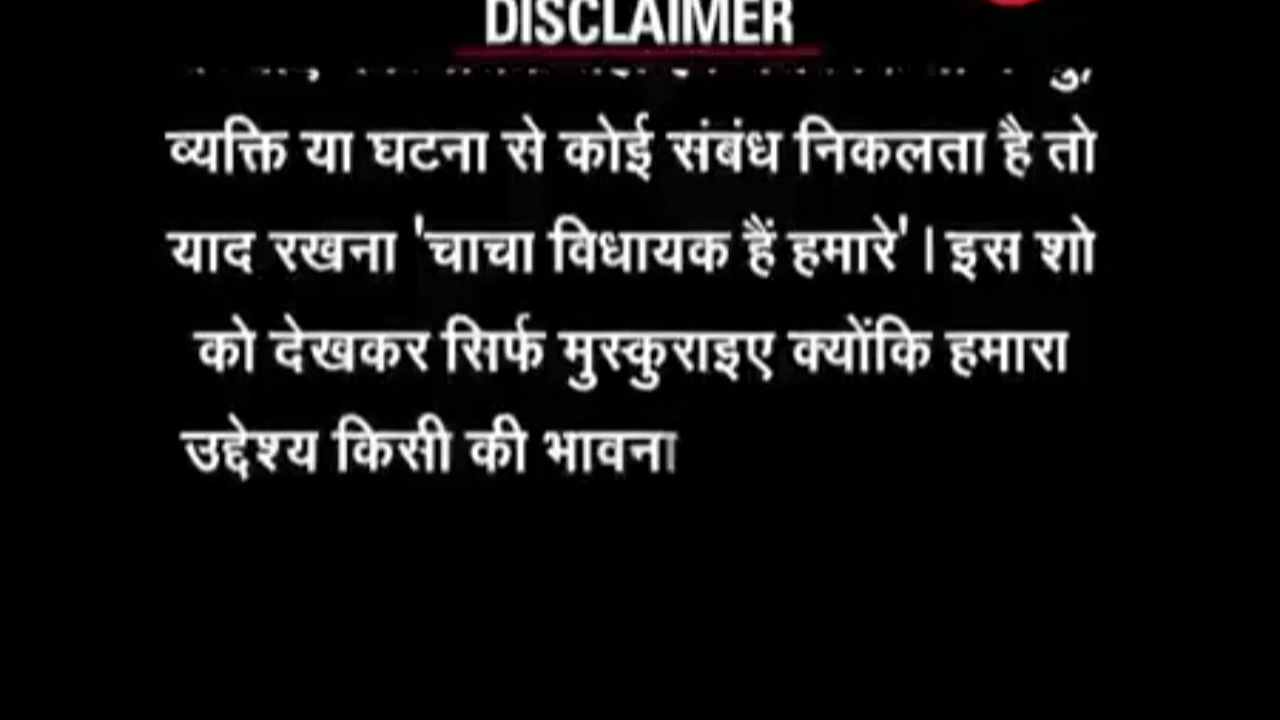 DISCLAIMER
व्यक्ति या घटना से कोई संबंध निकलता है तो
याद रखना 'चाचा विधायक हैं हमारे' । इस शो
को देखकर सिर्फ मुस्कुराइए क्योंकि हमारा
उद्देश्य किसी की भावना